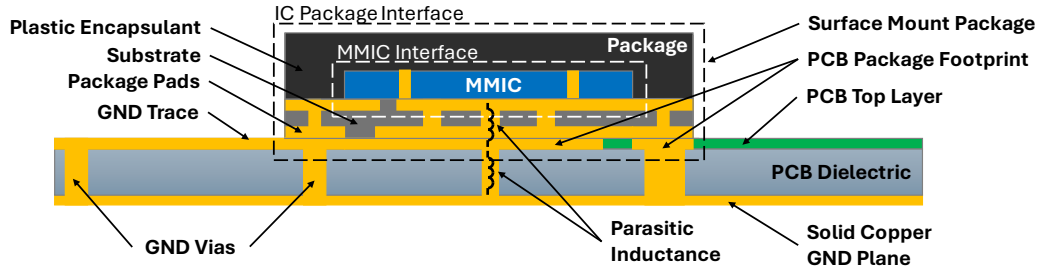 IC Package Interface
Plastic Encapsulant
Substrate
Package Pads
GND Trace
MMIC Interface
Package
MMIC
Surface Mount Package
PCB Package Footprint
PCB Top Layer
PCB Dielectric
GND Vias
Parasitic
Inductance
Solid Copper
GND Plane